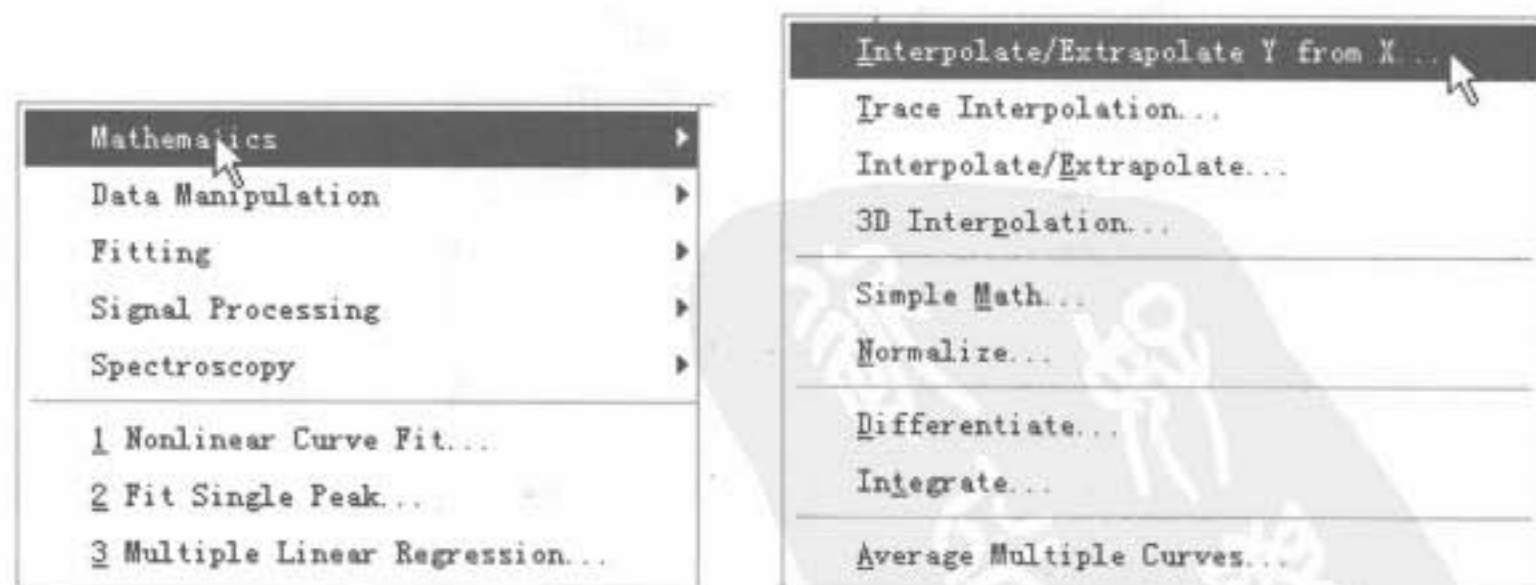 Mathematics
Data Manipulation
Fitting
Signal Processing
Spectroscopy
1 Nonlinear Curve Fit...
2 Fit Single Peak...
3 Multiple Linear Regression...
Interpolate/Extrapolate Y from X...
Trace Interpolation...
Interpolate/Extrapolate...
3D Interpolation...
Simple Math...
Normalize...
Differentiate...
Integrate...
Average Multiple Curves...